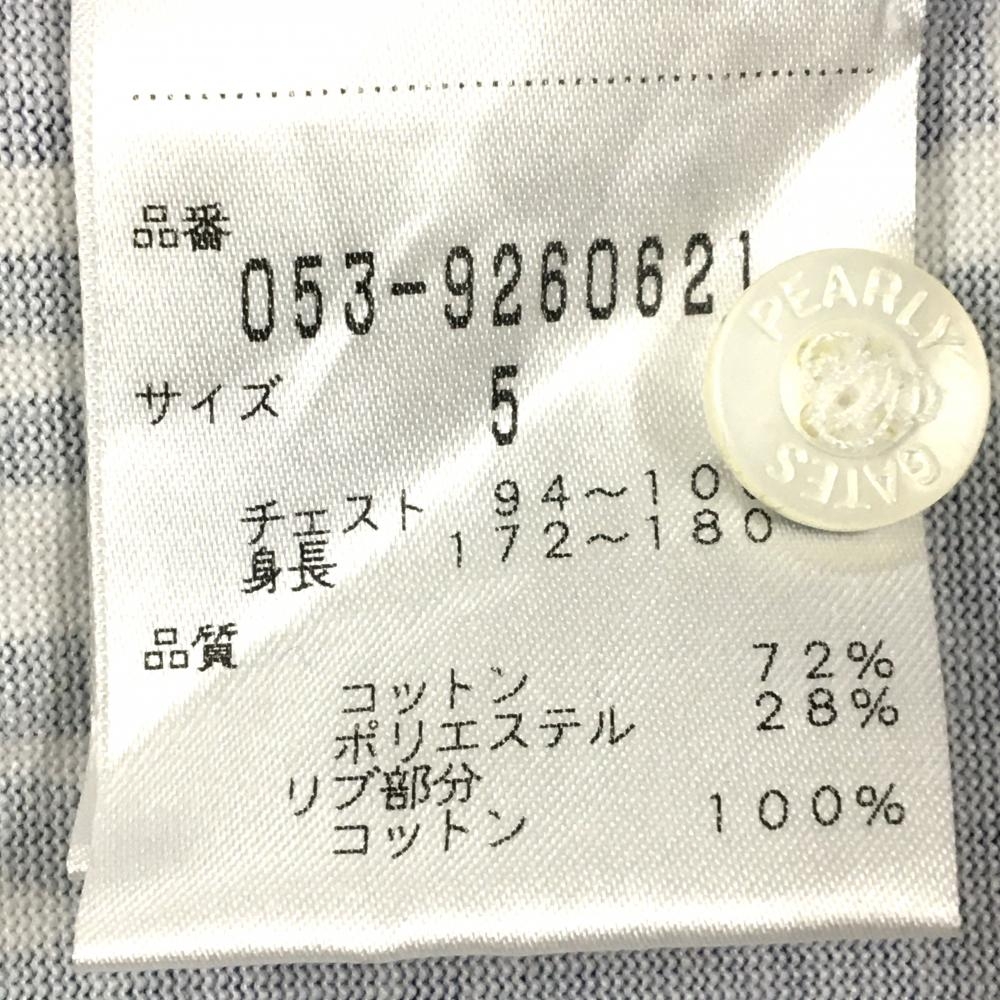 品番
053-9260621
サイズ 5
チェスト 94～10
身長 172～180
品質
コットン 72%
ポリエステル 28%
リブ部分
コットン 100%
PEARLY
GATES